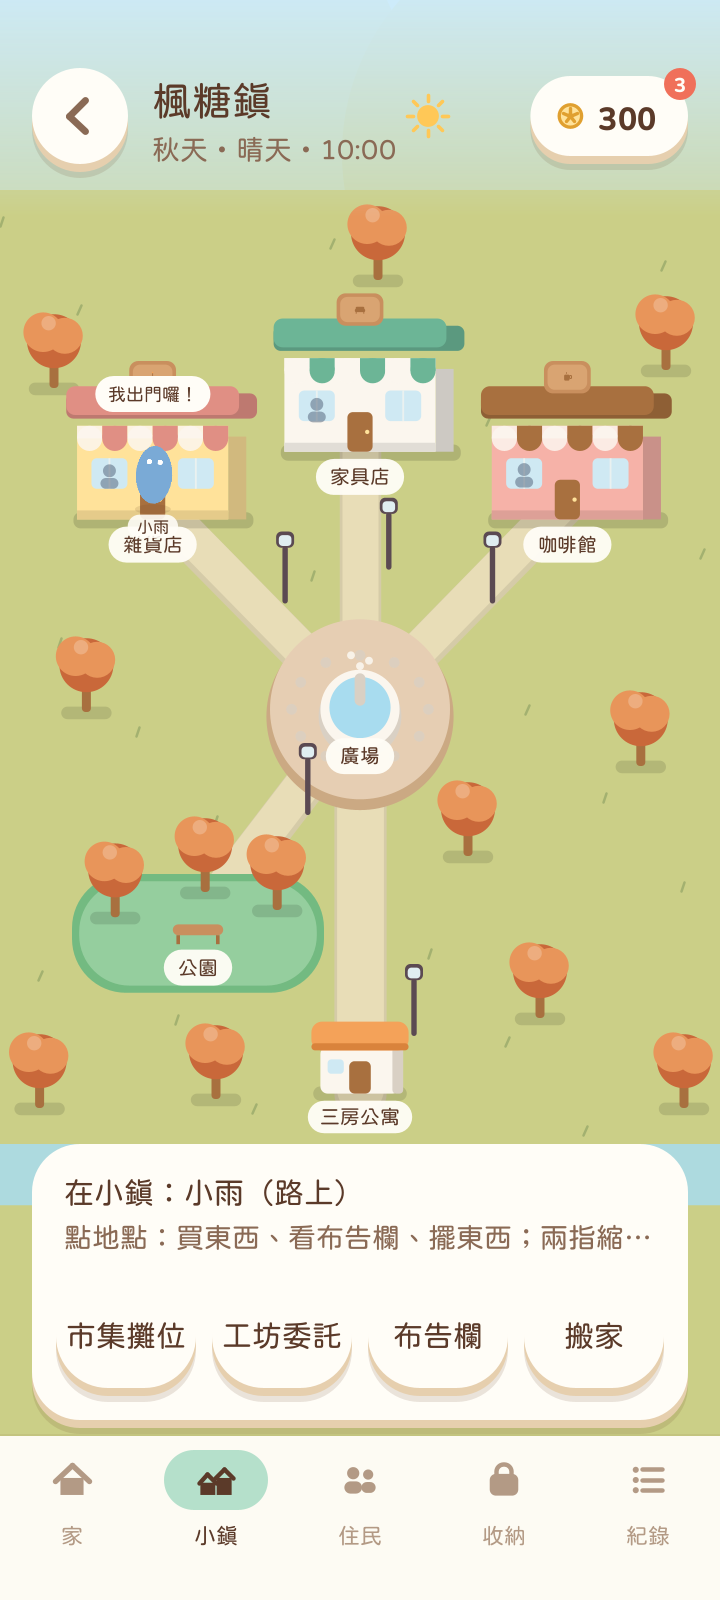 楓糖鎮
秋天・晴天・10:00
300
3
我出門囉！
家具店
小雨
雜貨店
咖啡館
廣場
公園
三房公寓
在小鎮：小雨（路上）
點地點：買東西、看布告欄、擺東西；兩指縮…
市集攤位
工坊委託
布告欄
搬家
家
小鎮
住民
收納
紀錄